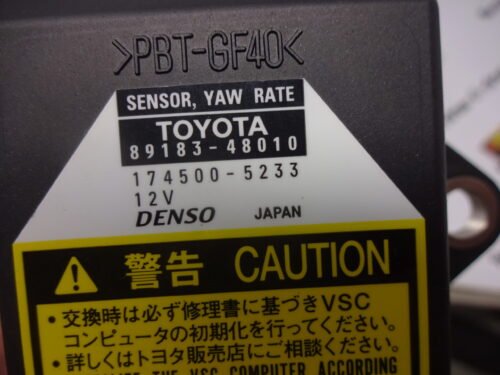 >PBT-GF40<
SENSOR, YAW RATE
TOYOTA
89183-48010
174500-5233
12V
DENSO JAPAN
警告 CAUTION
・交換時は必ず修理書に基づきVSC
コンピュータの初期化を行ってください。
・詳しくはトヨタ販売店にご相談ください。
THE VSC COMPUTER ACCORDING